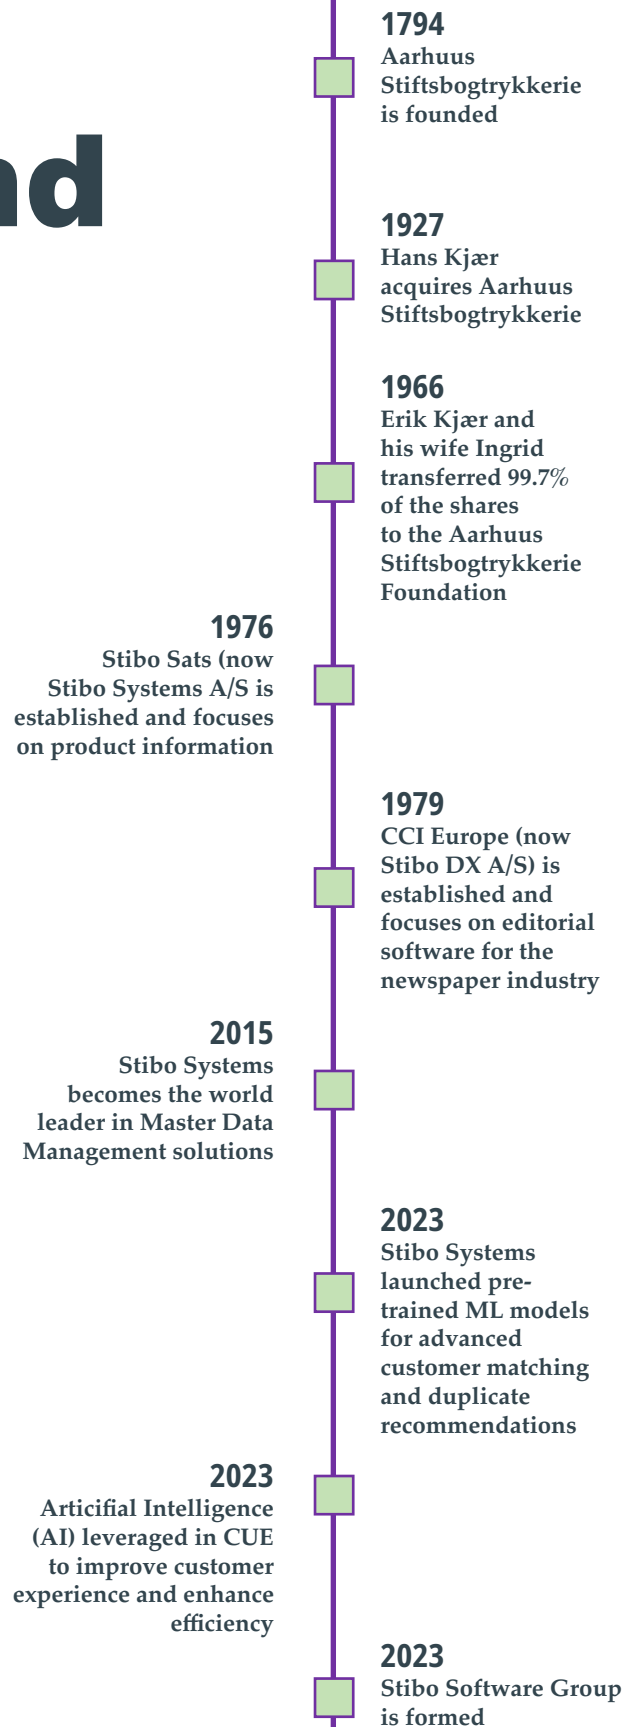 1794
Aarhuus
Stiftsbogtrykkerie
is founded
nd
1927
Hans Kjær
acquires Aarhuus
Stiftsbogtrykkerie
1966
Erik Kjær and
his wife Ingrid
transferred 99.7%
of the shares
to the Aarhuus
Stiftsbogtrykkerie
Foundation
1976
Stibo Sats (now
Stibo Systems A/S is
established and focuses
on product information
1979
CCI Europe (now
Stibo DX A/S) is
established and
focuses on editorial
software for the
newspaper industry
2015
Stibo Systems
becomes the world
leader in Master Data
Management solutions
2023
Stibo Systems
launched pre-
trained ML models
for advanced
customer matching
and duplicate
recommendations
2023
Articifial Intelligence
(AI) leveraged in CUE
to improve customer
experience and enhance
efficiency
2023
Stibo Software Group
is formed